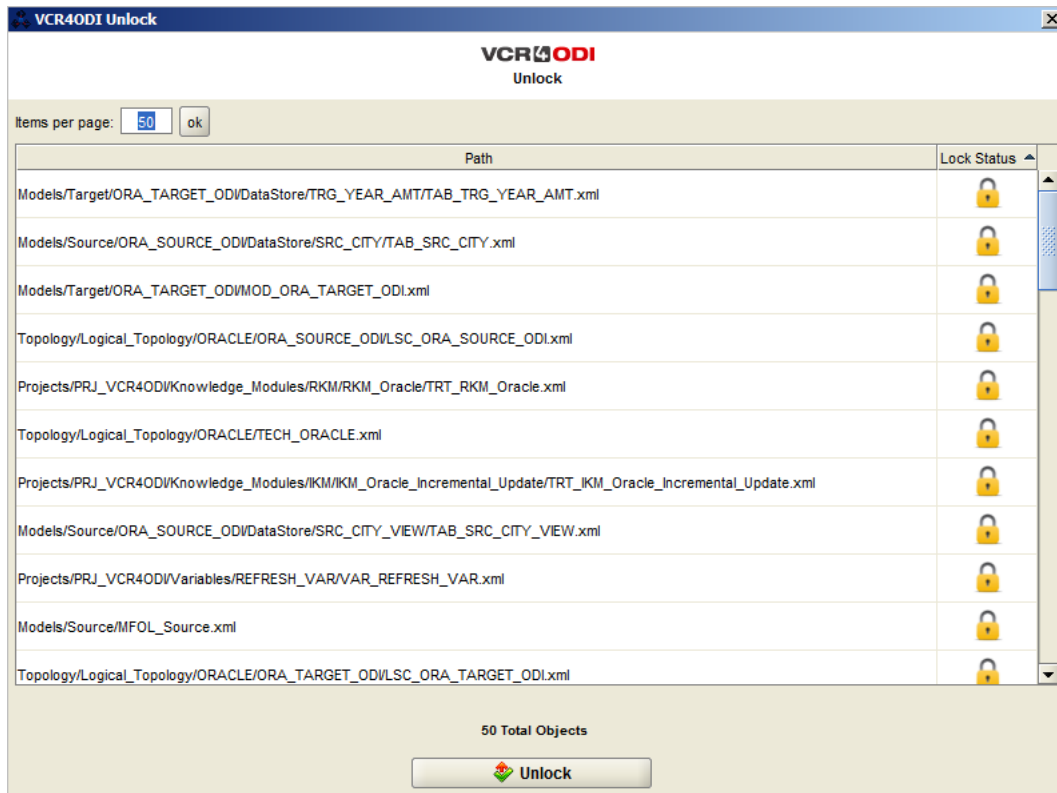 VCR4ODI Unlock
VCR4ODI
Unlock
Items per page: 50 ok
Path Lock Status
Models/Target/ORA_TARGET_ODI/DataStore/TRG_YEAR_AMT/TAB_TRG_YEAR_AMT.xml
Models/Source/ORA_SOURCE_ODI/DataStore/SRC_CITY/TAB_SRC_CITY.xml
Models/Target/ORA_TARGET_ODI/MOD_ORA_TARGET_ODI.xml
Topology/Logical_Topology/ORACLE/ORA_SOURCE_ODI/LSC_ORA_SOURCE_ODI.xml
Projects/PRJ_VCR4ODI/Knowledge_Modules/RKM/RKM_Oracle/TRT_RKM_Oracle.xml
Topology/Logical_Topology/ORACLE/TECH_ORACLE.xml
Projects/PRJ_VCR4ODI/Knowledge_Modules/IKM/IKM_Oracle_Incremental_Update/TRT_IKM_Oracle_Incremental_Update.xml
Models/Source/ORA_SOURCE_ODI/DataStore/SRC_CITY_VIEW/TAB_SRC_CITY_VIEW.xml
Projects/PRJ_VCR4ODI/Variables/REFRESH_VAR/VAR_REFRESH_VAR.xml
Models/Source/MFOL_Source.xml
Topology/Logical_Topology/ORACLE/ORA_TARGET_ODI/LSC_ORA_TARGET_ODI.xml
50 Total Objects
Unlock